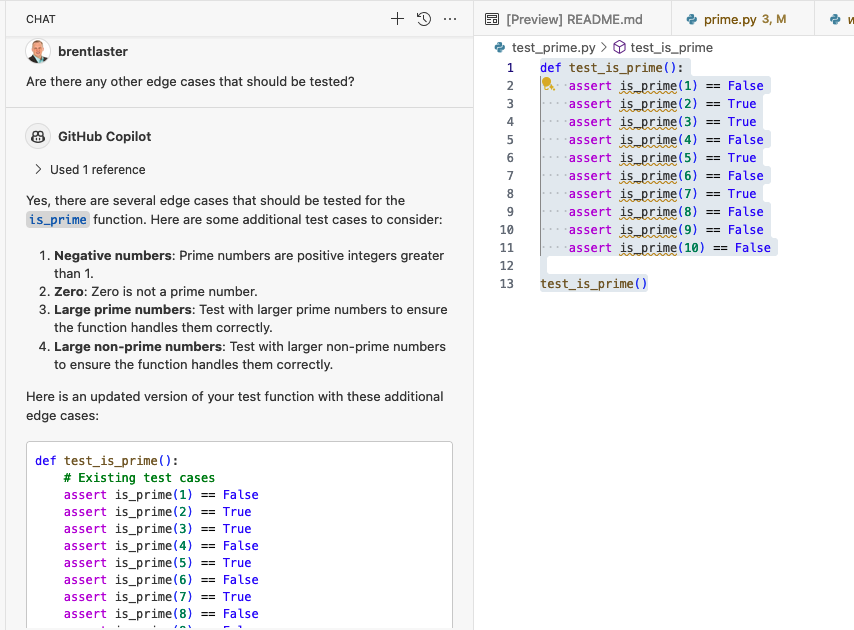 CHAT
brentlaster
Are there any other edge cases that should be tested?
GitHub Copilot
Used 1 reference
Yes, there are several edge cases that should be tested for the
is_prime function. Here are some additional test cases to consider:
1. Negative numbers: Prime numbers are positive integers greater
than 1.
2. Zero: Zero is not a prime number.
3. Large prime numbers: Test with larger prime numbers to ensure
the function handles them correctly.
4. Large non-prime numbers: Test with larger non-prime numbers
to ensure the function handles them correctly.
Here is an updated version of your test function with these additional
edge cases:
def test_is_prime():
# Existing test cases
assert is_prime(1) == False
assert is_prime(2) == True
assert is_prime(3) == True
assert is_prime(4) == False
assert is_prime(5) == True
assert is_prime(6) == False
assert is_prime(7) == True
assert is_prime(8) == False
[Preview] README.md
prime.py 3, M
test_prime.py > test_is_prime
1 def test_is_prime():
2 assert is_prime(1) == False
3 assert is_prime(2) == True
4 assert is_prime(3) == True
5 assert is_prime(4) == False
6 assert is_prime(5) == True
7 assert is_prime(6) == False
8 assert is_prime(7) == True
9 assert is_prime(8) == False
10 assert is_prime(9) == False
11 assert is_prime(10) == False
12
13 test_is_prime()